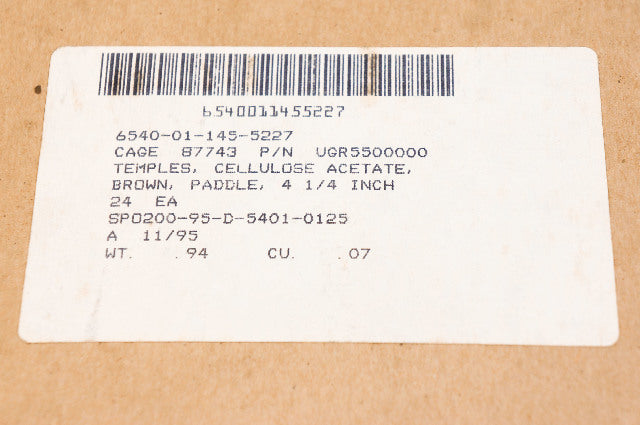 6540011455227
6540-01-145-5227
CAGE 87743 P/N UGR5500000
TEMPLES, CELLULOSE ACETATE,
BROWN, PADDLE, 4 1/4 INCH
24 EA
SP0200-95-D-5401-0125
A 11/95
WT. .94 CU. .07